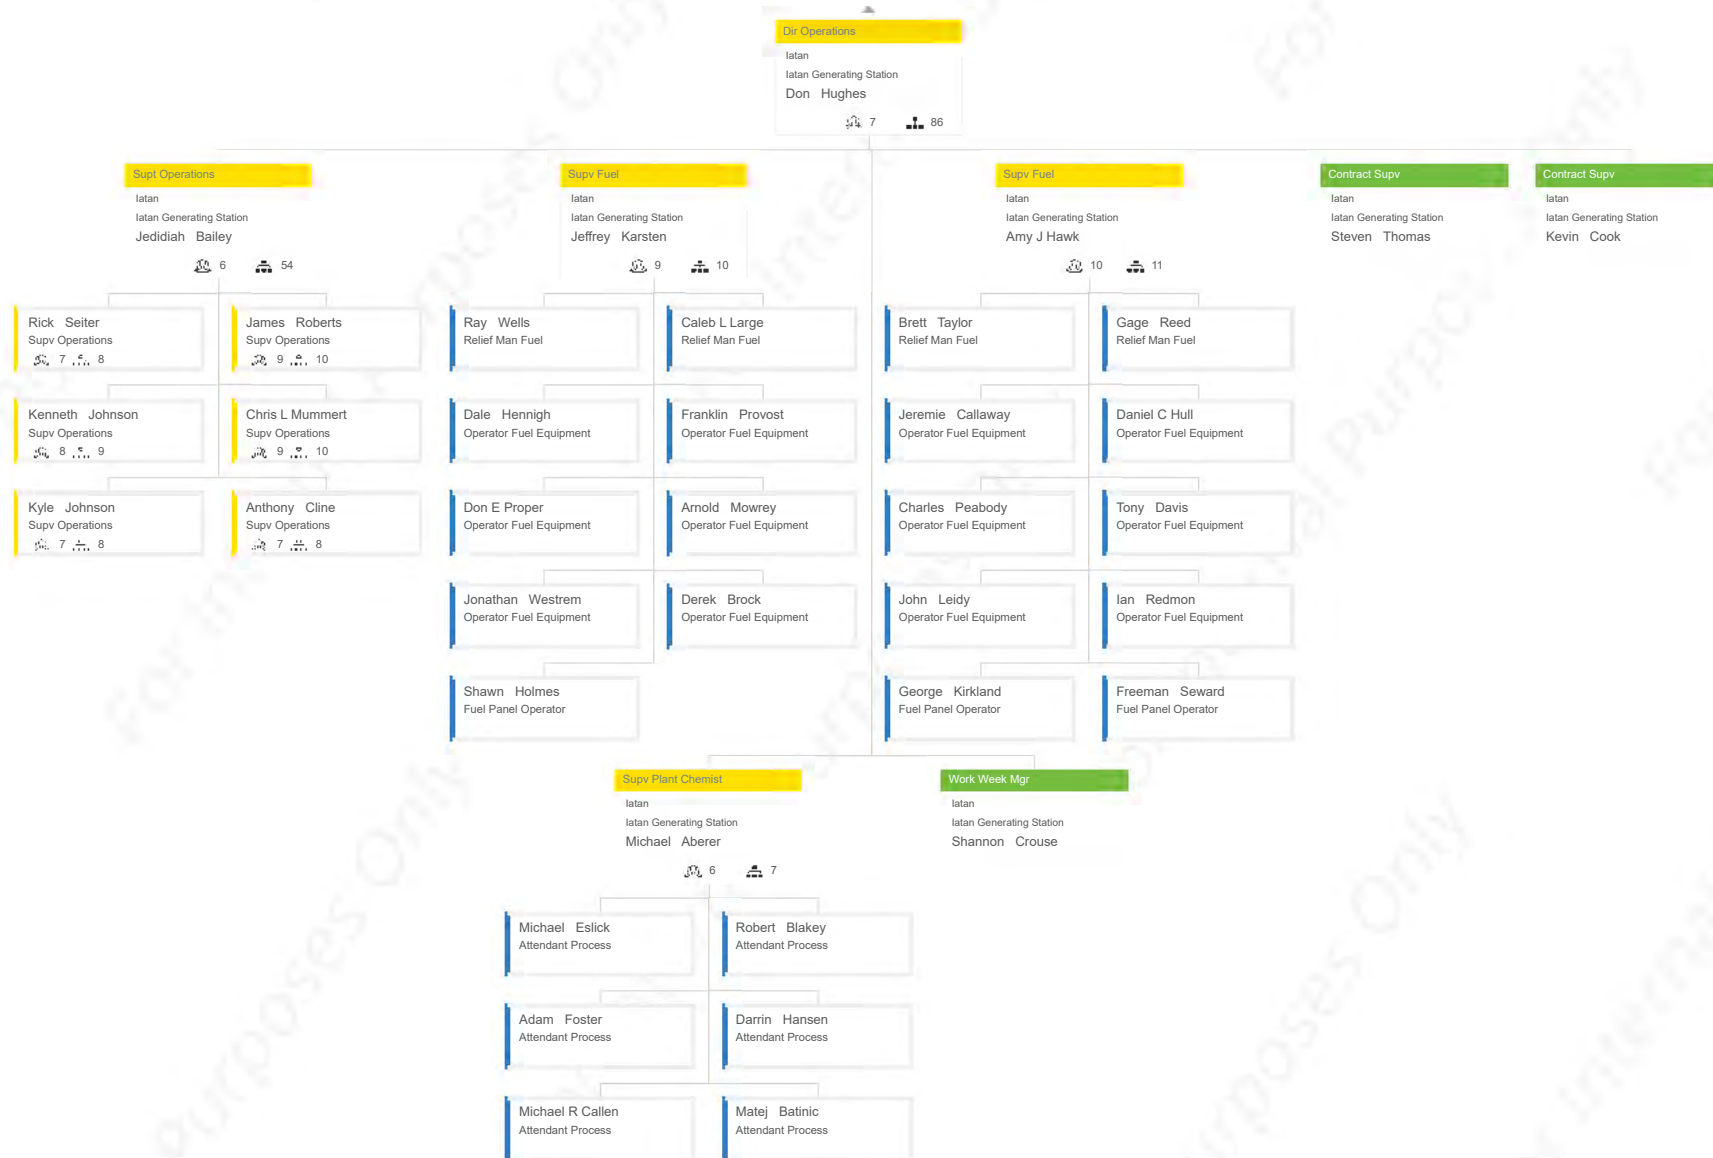 Dir Operations
Iatan
Iatan Generating Station
Don Hughes
7 86
Supt Operations
Iatan
Iatan Generating Station
Jedidiah Bailey
6 54
Supv Fuel
Iatan
Iatan Generating Station
Jeffrey Karsten
9 10
Supv Fuel
Iatan
Iatan Generating Station
Amy J Hawk
10 11
Contract Supv
Iatan
Iatan Generating Station
Steven Thomas
Contract Supv
Iatan
Iatan Generating Station
Kevin Cook
Rick Seiter
Supv Operations
7 8
James Roberts
Supv Operations
9 10
Kenneth Johnson
Supv Operations
8 9
Chris L Mummert
Supv Operations
9 10
Kyle Johnson
Supv Operations
7 8
Anthony Cline
Supv Operations
7 8
Ray Wells
Relief Man Fuel
Caleb L Large
Relief Man Fuel
Dale Hennigh
Operator Fuel Equipment
Franklin Provost
Operator Fuel Equipment
Don E Proper
Operator Fuel Equipment
Arnold Mowrey
Operator Fuel Equipment
Jonathan Westrem
Operator Fuel Equipment
Derek Brock
Operator Fuel Equipment
Shawn Holmes
Fuel Panel Operator
Brett Taylor
Relief Man Fuel
Gage Reed
Relief Man Fuel
Jeremie Callaway
Operator Fuel Equipment
Daniel C Hull
Operator Fuel Equipment
Charles Peabody
Operator Fuel Equipment
Tony Davis
Operator Fuel Equipment
John Leidy
Operator Fuel Equipment
Ian Redmon
Operator Fuel Equipment
George Kirkland
Fuel Panel Operator
Freeman Seward
Fuel Panel Operator
Supv Plant Chemist
Iatan
Iatan Generating Station
Michael Aberer
6 7
Work Week Mgr
Iatan
Iatan Generating Station
Shannon Crouse
Michael Eslick
Attendant Process
Robert Blakey
Attendant Process
Adam Foster
Attendant Process
Darrin Hansen
Attendant Process
Michael R Callen
Attendant Process
Matej Batinic
Attendant Process